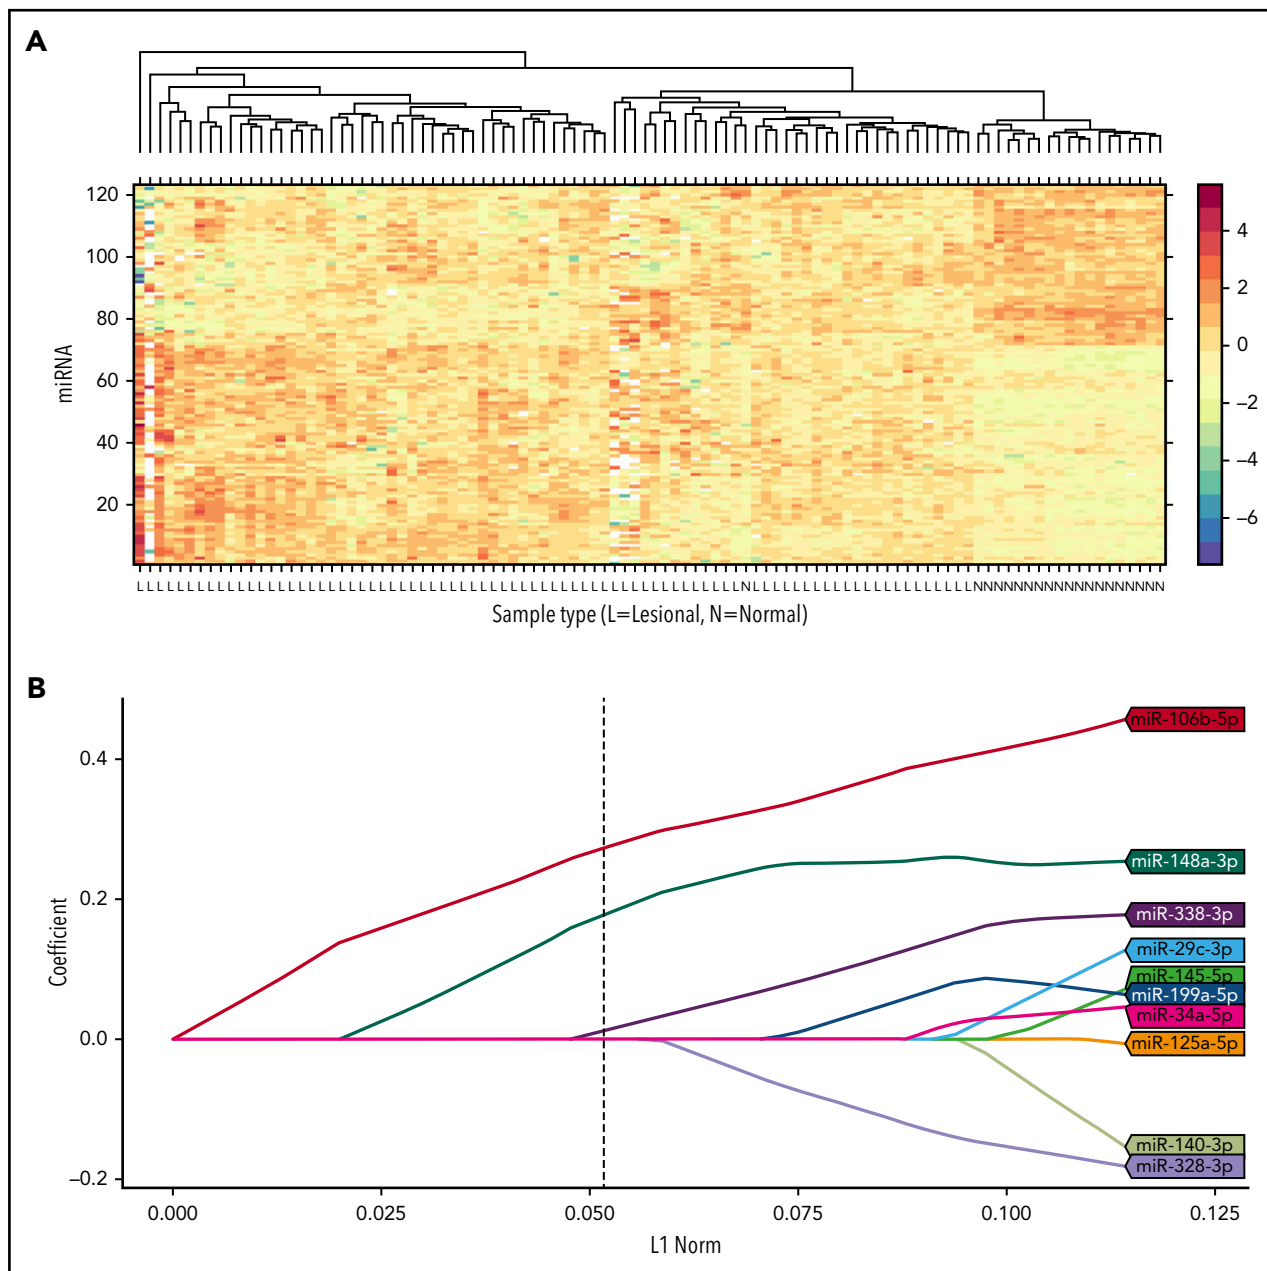 A
120
100
80
60
40
20
miRNA
4
2
0
−2
−4
−6
L L L L L L L L L L L L L L L L L L L L L L L L L L L L L L L L L L L L L L L L L L L L L L L L L L L L L L L L L L L L N L L L L L L L L L L L L L L L L L L L L L L NNNNNNNNNNNNNNNNNNN
Sample type (L=Lesional, N=Normal)
B
0.4
0.2
0.0
−0.2
Coefficient
miR-106b-5p
miR-148a-3p
miR-338-3p
miR-29c-3p
miR-145-5p
miR-199a-5p
miR-34a-5p
miR-125a-5p
miR-140-3p
miR-328-3p
0.000 0.025 0.050 0.075 0.100 0.125
L1 Norm